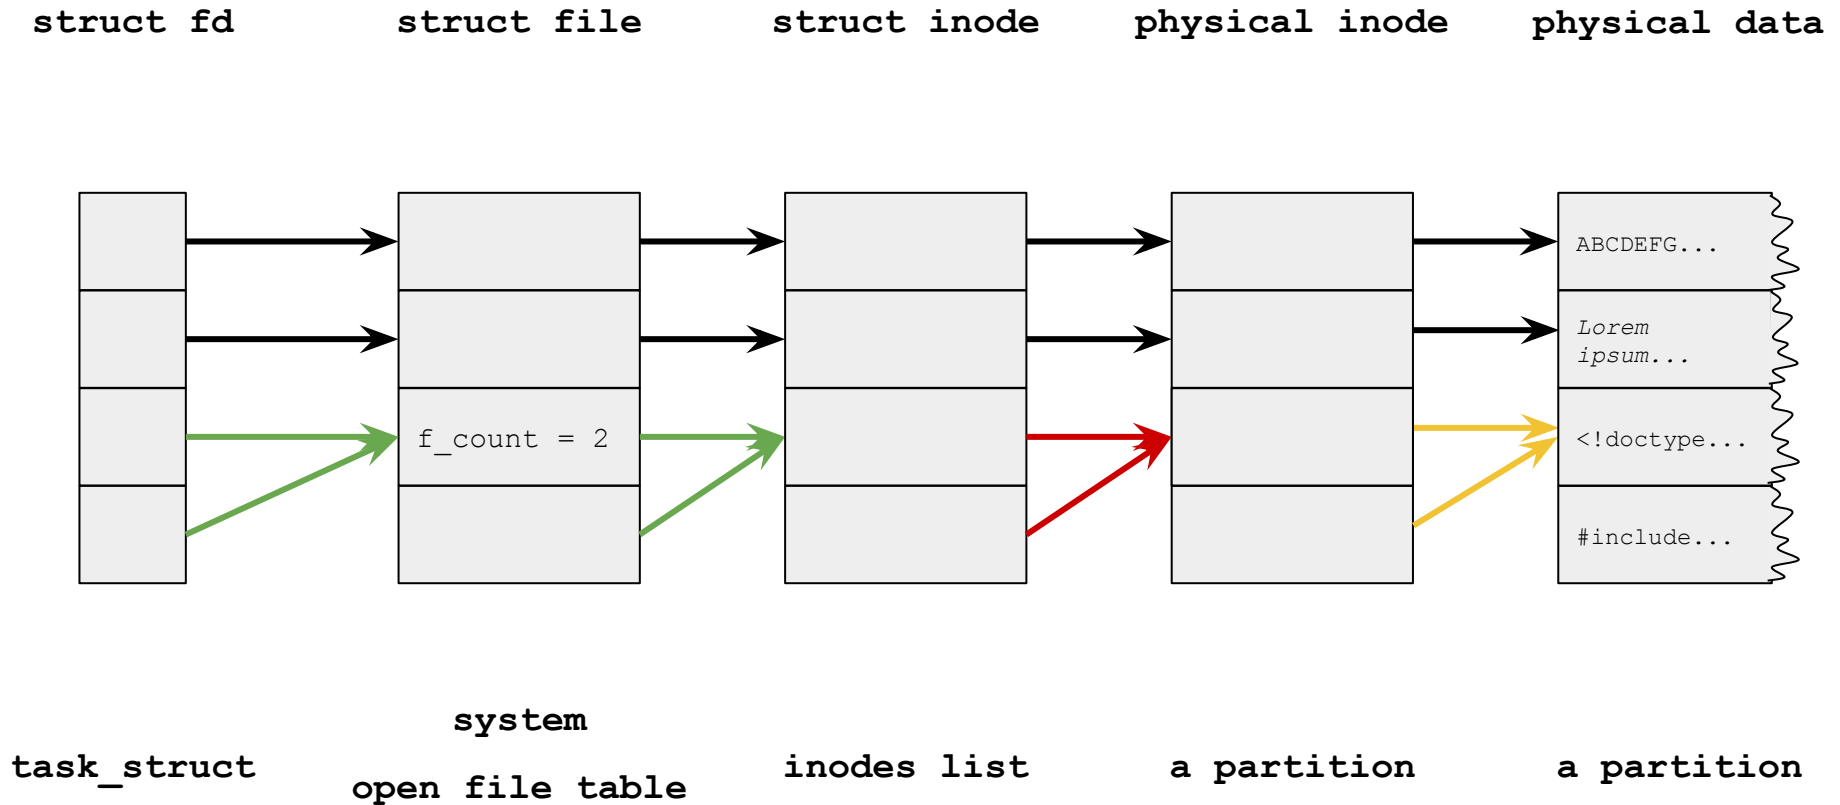 struct fd
struct file
struct inode
physical inode
physical data
ABCDEFG...
Lorem
ipsum...
f_count = 2
<!doctype...
#include...
task_struct
system
open file table
inodes list
a partition
a partition